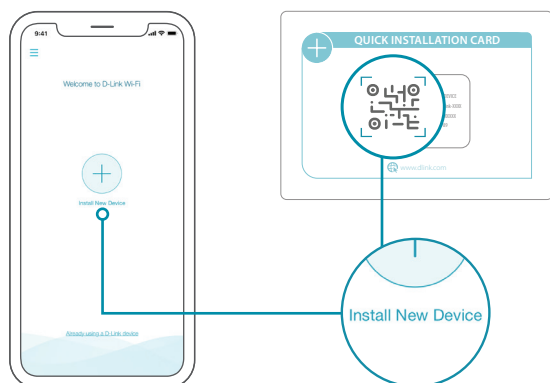 9:41
Welcome to D-Link Wi-Fi
Install New Device
Already using a D-Link device
QUICK INSTALLATION CARD
www.dlink.com
Install New Device